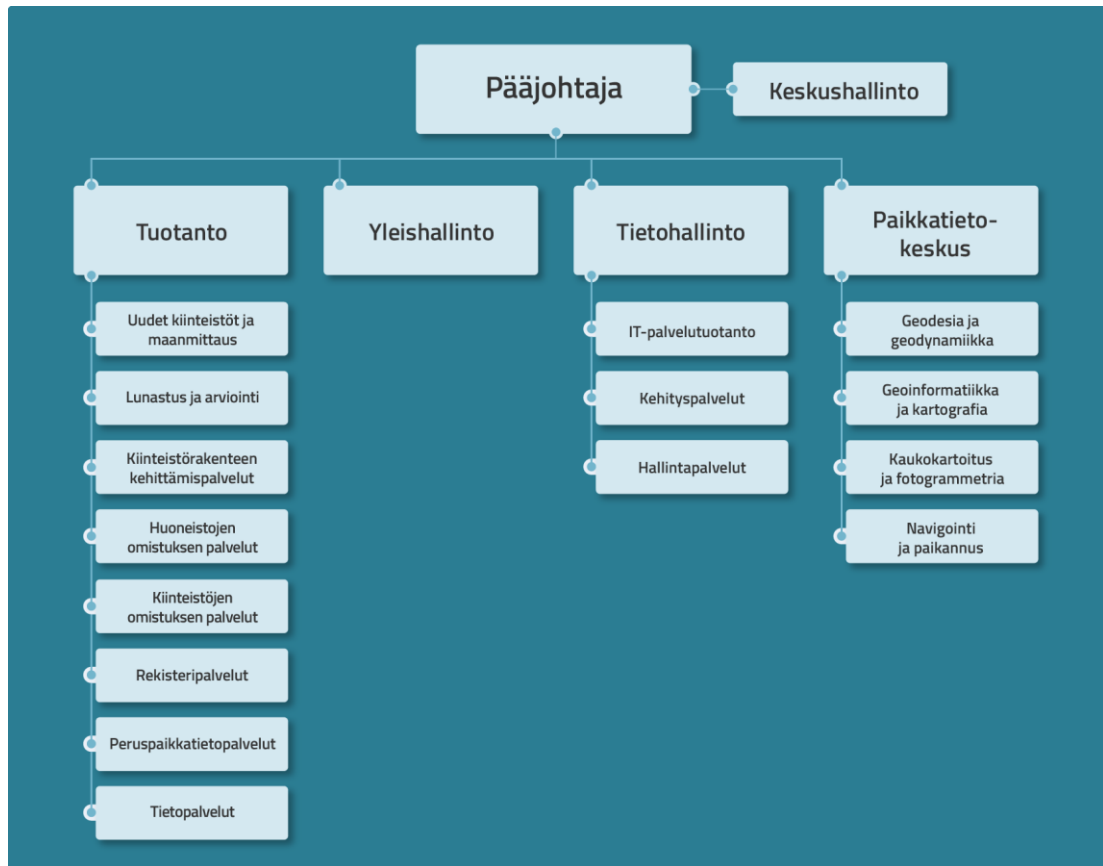 Pääjohtaja
Keskushallinto
Tuotanto
Uudet kiinteistöt ja
maanmittaus
Lunastus ja arviointi
Kiinteistörakenteen
kehittämispalvelut
Huoneistojen
omistuksen palvelut
Kiinteistöjen
omistuksen palvelut
Rekisteripalvelut
Peruspaikkatietopalvelut
Tietopalvelut
Yleishallinto
Tietohallinto
IT-palvelutuotanto
Kehityspalvelut
Hallintapalvelut
Paikkatieto-
keskus
Geodesia ja
geodynamiikka
Geoinformatiikka
ja kartografia
Kaukokartoitus
ja fotogrammetria
Navigointi
ja paikannus